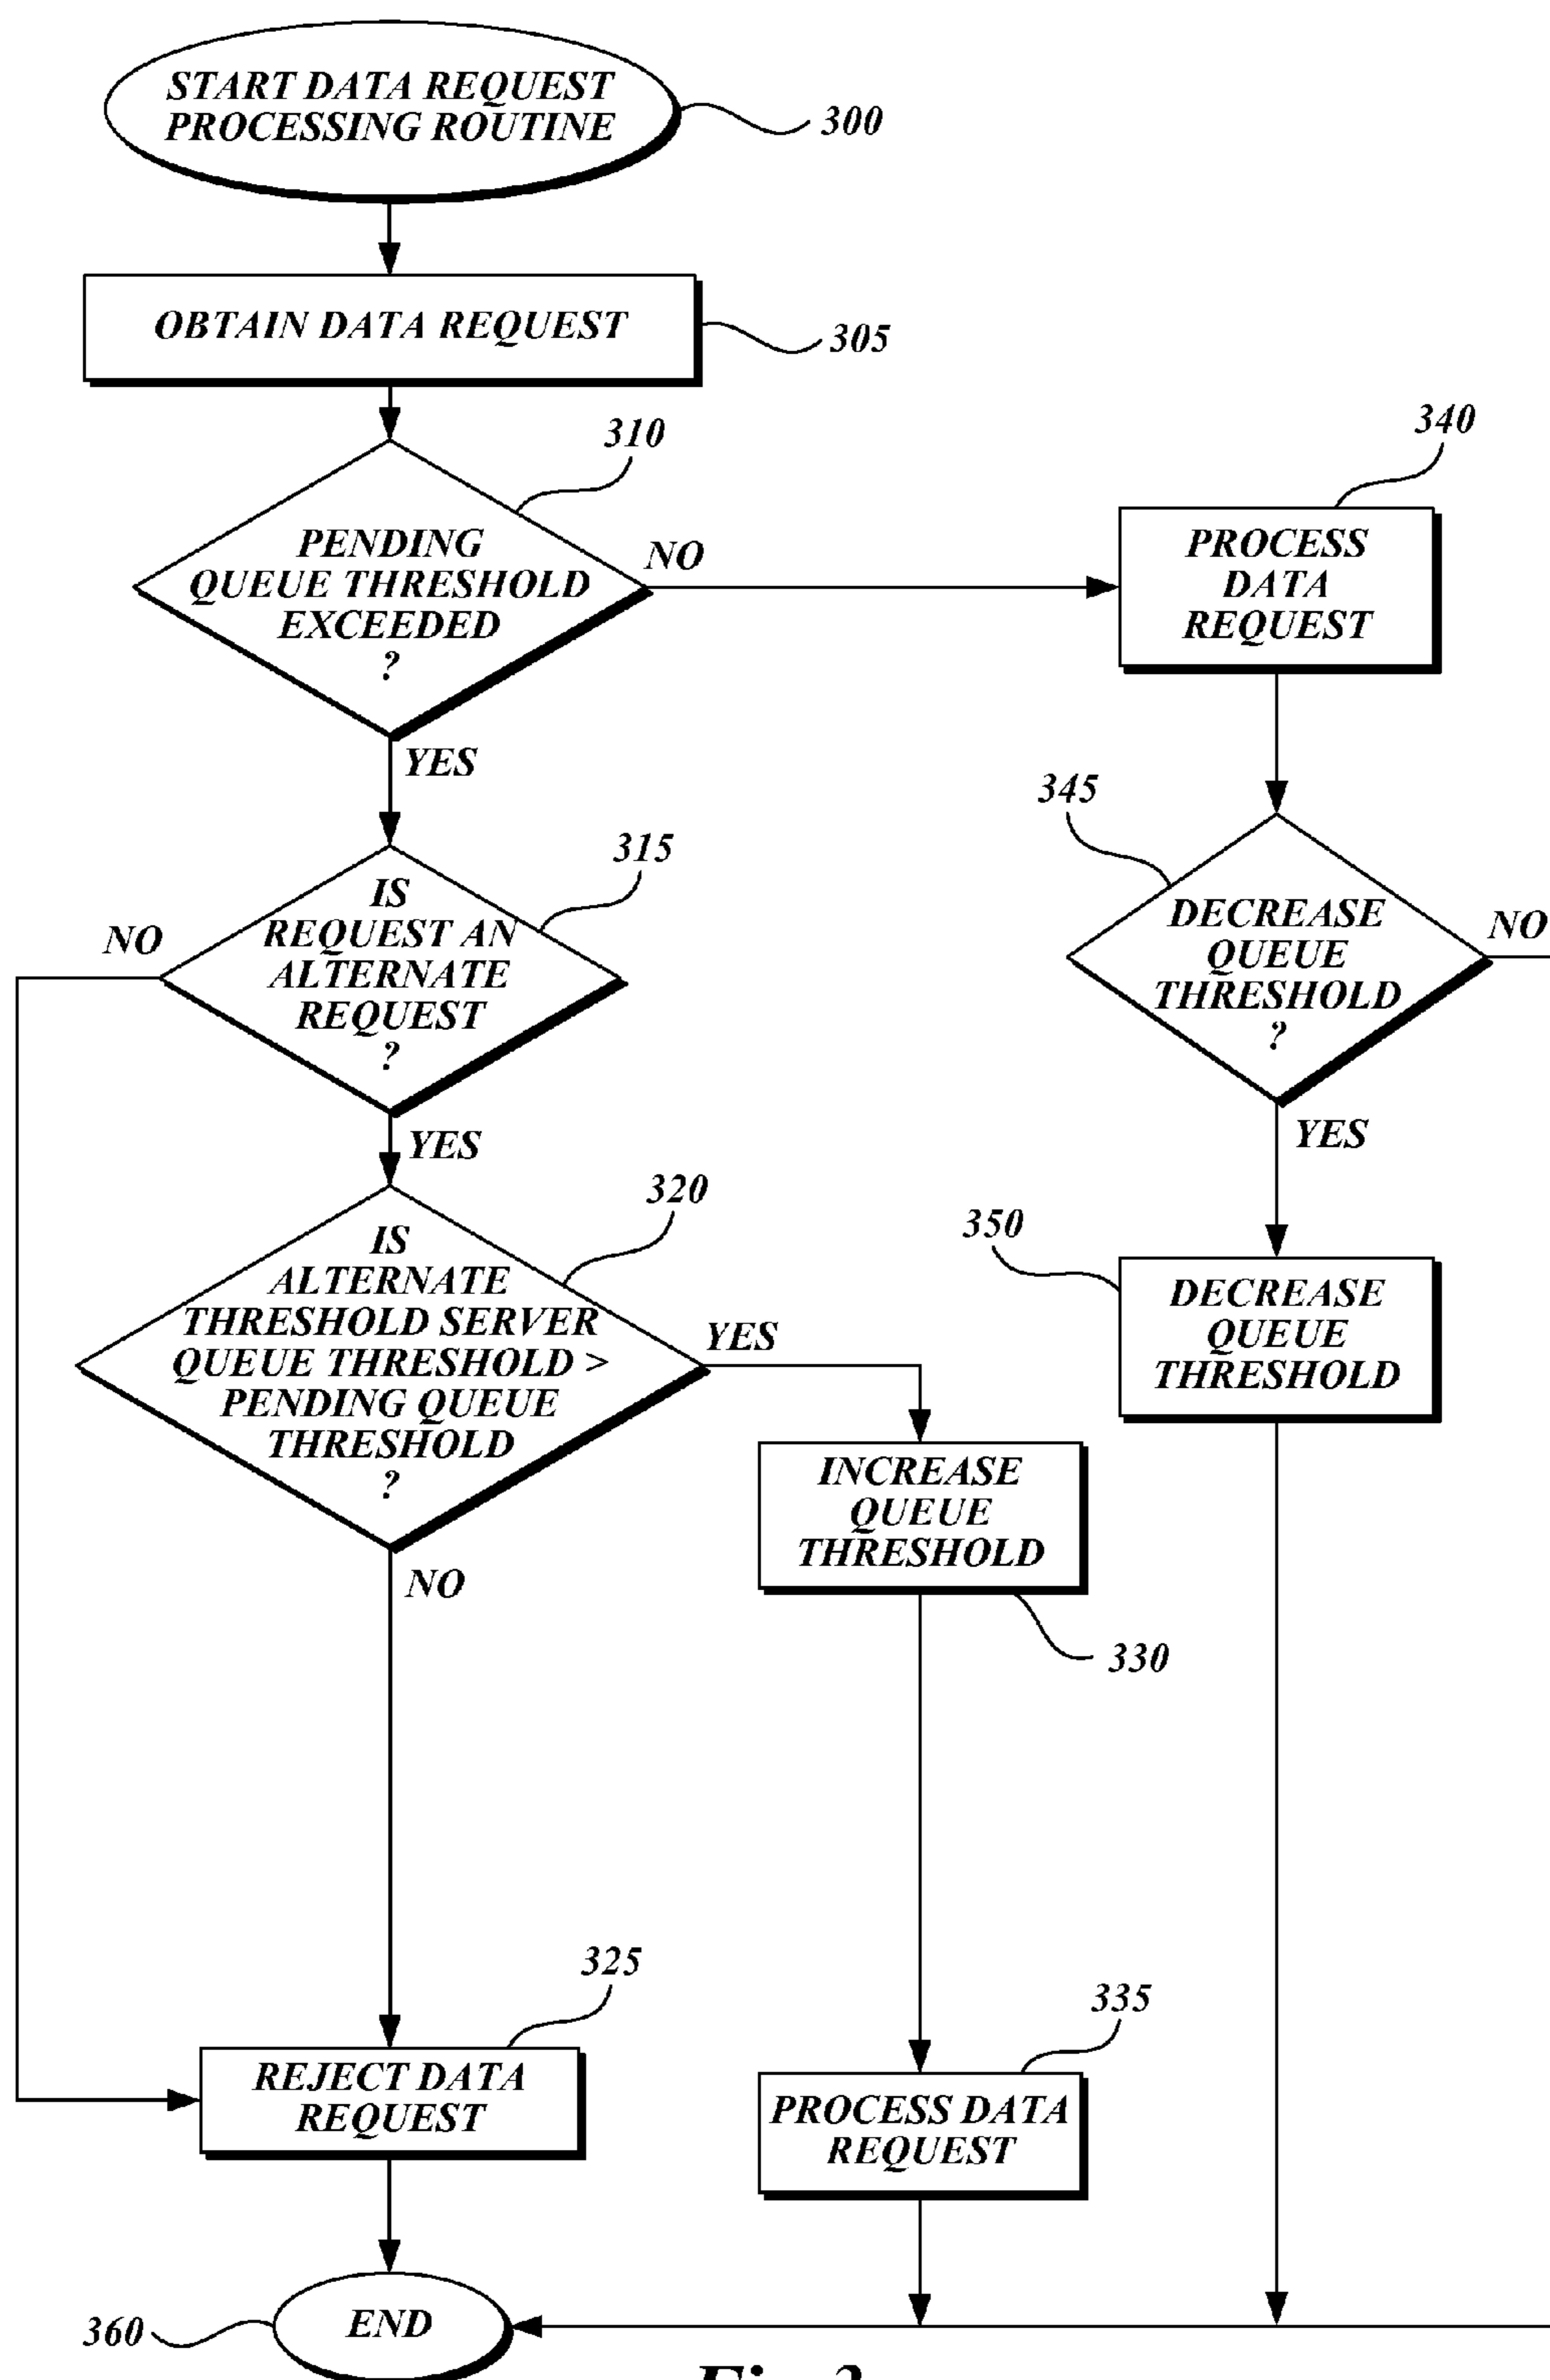 START DATA REQUEST
PROCESSING ROUTINE
300
OBTAIN DATA REQUEST
305
310
PENDING
QUEUE THRESHOLD
EXCEEDED
?
NO
YES
340
PROCESS
DATA
REQUEST
315
IS
REQUEST AN
ALTERNATE
REQUEST
?
NO
YES
345
DECREASE
QUEUE
THRESHOLD
?
NO
YES
320
IS
ALTERNATE
THRESHOLD SERVER
QUEUE THRESHOLD >
PENDING QUEUE
THRESHOLD
?
YES
NO
350
DECREASE
QUEUE
THRESHOLD
INCREASE
QUEUE
THRESHOLD
330
325
REJECT DATA
REQUEST
335
PROCESS DATA
REQUEST
360
END